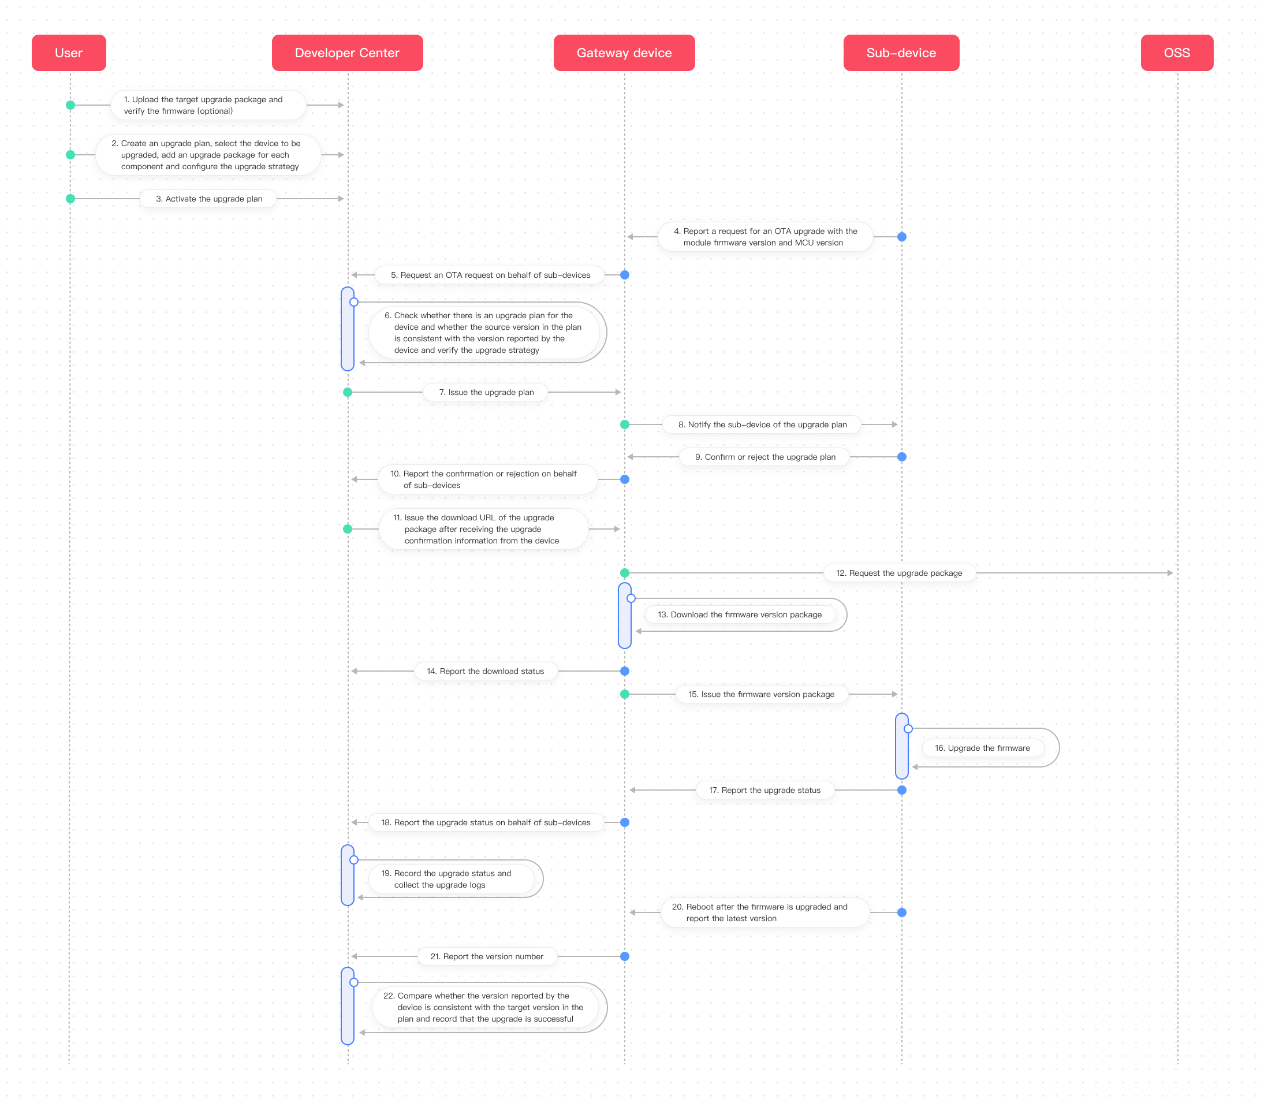 User
Developer Center
Gateway device
Sub-device
OSS
1. Upload the target upgrade package and
verify the firmware (optional)
2. Create an upgrade plan, select the device to be
upgraded, add an upgrade package for each
component and configure the upgrade strategy
3. Activate the upgrade plan
4. Report a request for an OTA upgrade with the
module firmware version and MCU version
5. Request an OTA request on behalf of sub-devices
6. Check whether there is an upgrade plan for the
device and whether the source version in the plan
is consistent with the version reported by the
device and verify the upgrade strategy
7. Issue the upgrade plan
8. Notify the sub-device of the upgrade plan
9. Confirm or reject the upgrade plan
10. Report the confirmation or rejection on behalf
of sub-devices
11. Issue the download URL of the upgrade
package after receiving the upgrade
confirmation information from the device
12. Request the upgrade package
13. Download the firmware version package
14. Report the download status
15. Issue the firmware version package
16. Upgrade the firmware
17. Report the upgrade status
18. Report the upgrade status on behalf of sub-devices
19. Record the upgrade status and
collect the upgrade logs
20. Reboot after the firmware is upgraded and
report the latest version
21. Report the version number
22. Compare whether the version reported by the
device is consistent with the target version in the
plan and record that the upgrade is successful